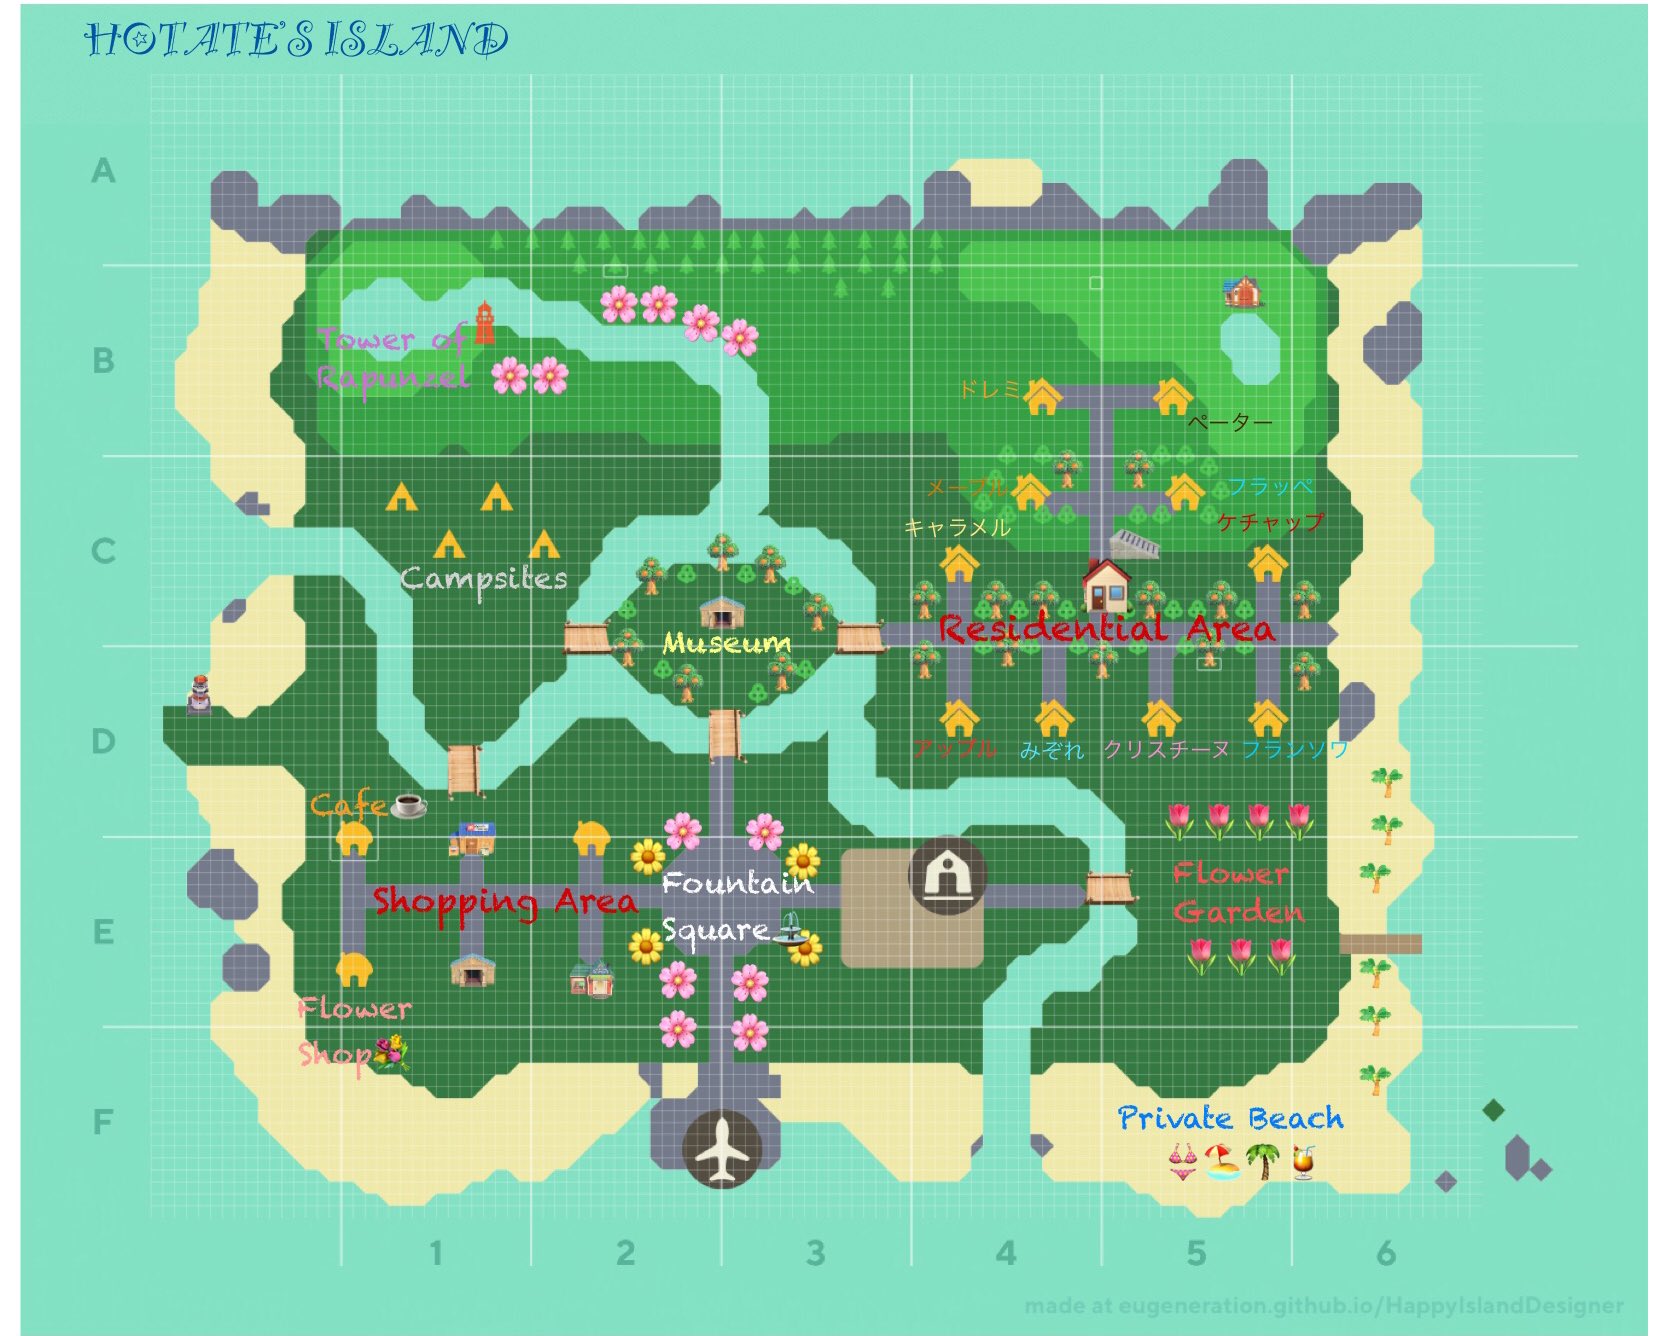 HOTATE'S ISLAND
A
Tower of
Rapunzel
B
ドレミ
ペーター
メープル
フラッペ
キャラメル
ケチャップ
C
Campsites
Museum
Residential Area
D
アップル
みぞれ
クリスチーヌ
フランソワ
Cafe
Flower
Garden
Shopping Area
Fountain
Square
E
Flower
Shop
F
Private Beach
1
2
3
4
5
6
made at eugeneration.github.io/HappyIslandDesigner